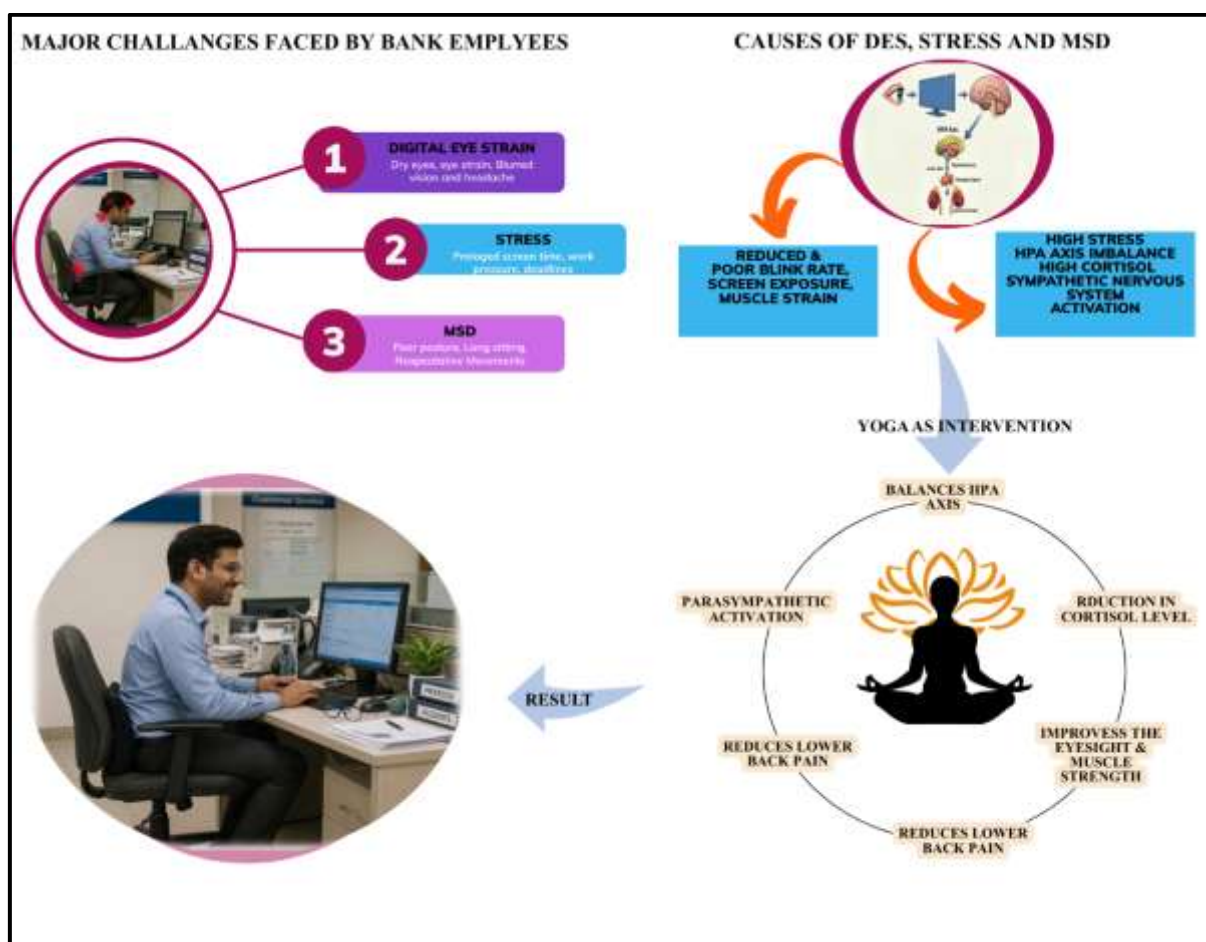 MAJOR CHALLANGES FACED BY BANK EMPLYEES
1
DIGITAL EYE STRAIN
Dry eyes, eye strain, Blurred
vision and headache
2
STRESS
Prologed screen time, work
pressure, deadlines
3
MSD
Poor posture, Long sitting,
Movements
CAUSES OF DES, STRESS AND MSD
REDUCED &
POOR BLINK RATE,
SCREEN EXPOSURE,
MUSCLE STRAIN
HIGH STRESS
HPA AXIS IMBALANCE
HIGH CORTISOL
SYMPATHETIC NERVOUS
SYSTEM
ACTIVATION
YOGA AS INTERVENTION
BALANCES HPA
AXIS
RDUCTION IN
CORTISOL LEVEL
IMPROVESS THE
EYESIGHT &
MUSCLE
STRENGTH
REDUCES LOWER
BACK PAIN
REDUCES LOWER
BACK PAIN
PARASYMPATHETIC
ACTIVATION
RESULT